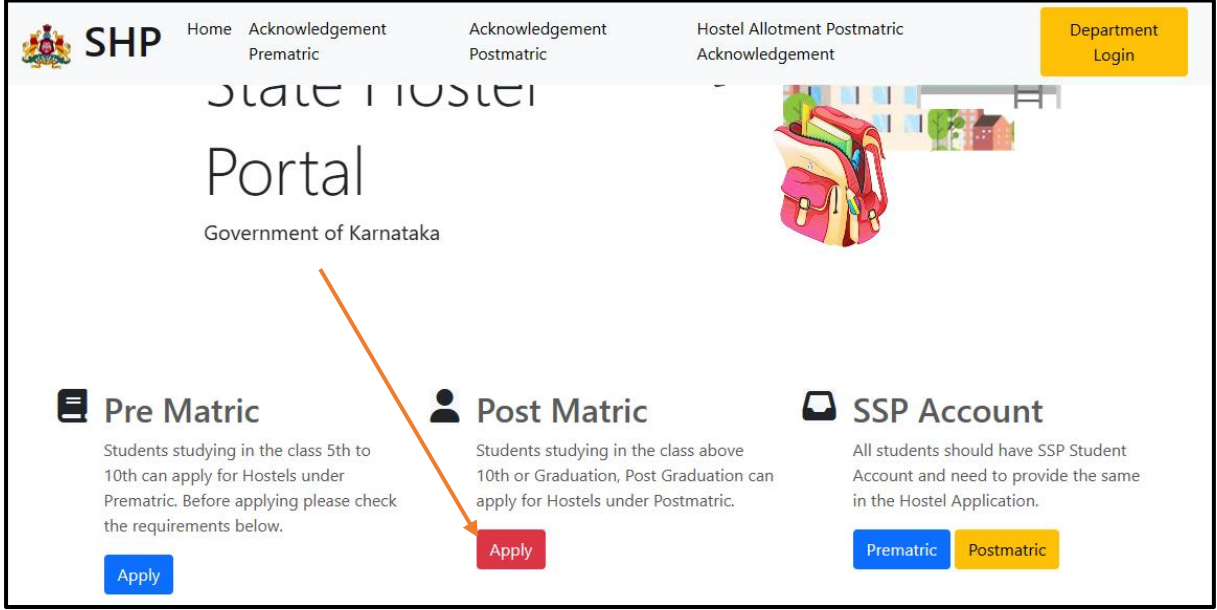 SHP
Home
Acknowledgement
Prematric
Acknowledgement
Postmatric
Hostel Allotment Postmatric
Acknowledgement
Department
Login
State Hostel
Portal
Government of Karnataka
Pre Matric
Students studying in the class 5th to
10th can apply for Hostels under
Prematric. Before applying please check
the requirements below.
Apply
Post Matric
Students studying in the class above
10th or Graduation, Post Graduation can
apply for Hostels under Postmatric.
Apply
SSP Account
All students should have SSP Student
Account and need to provide the same
in the Hostel Application.
Prematric
Postmatric